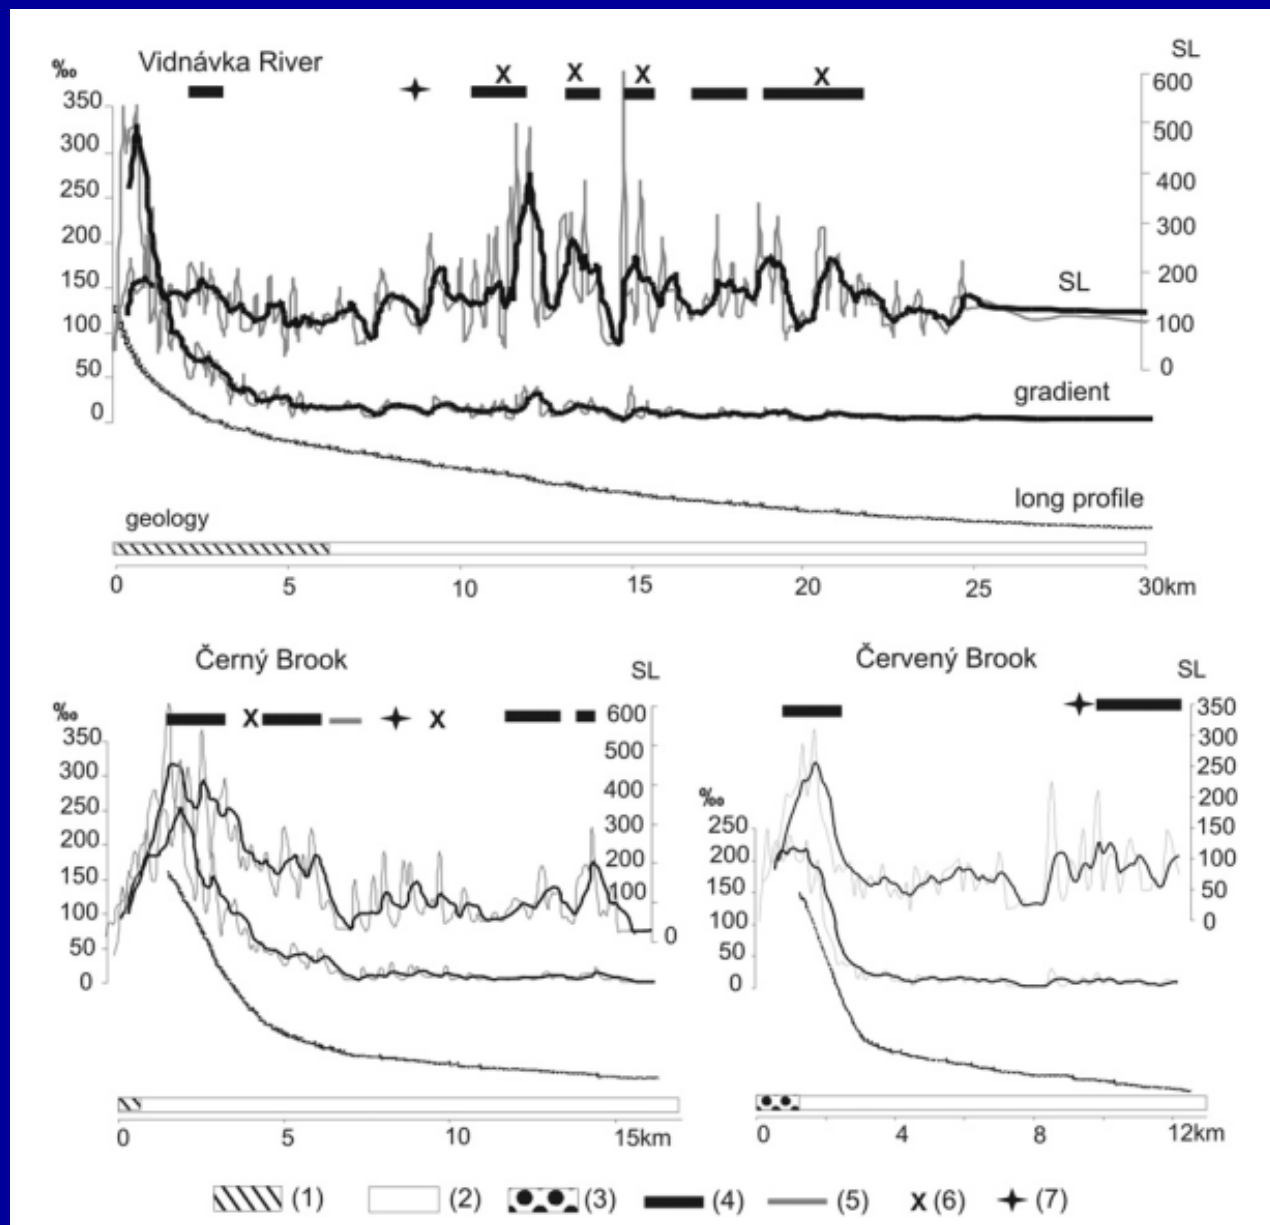 Vidnávka River
‰
SL
X X X X
350
300
250
200
150
100
50
0
600
500
400
300
200
100
0
SL
gradient
long profile
geology
0 5 10 15 20 25 30km
Černý Brook
‰
SL
X X
350
300
250
200
150
100
50
0
600
500
400
300
200
100
0
0 5 10 15km
Červený Brook
‰
SL
250
200
150
100
50
0
350
300
250
200
150
100
50
0
0 4 8 12km
(1) (2) (3) (4) (5) X (6) (7)